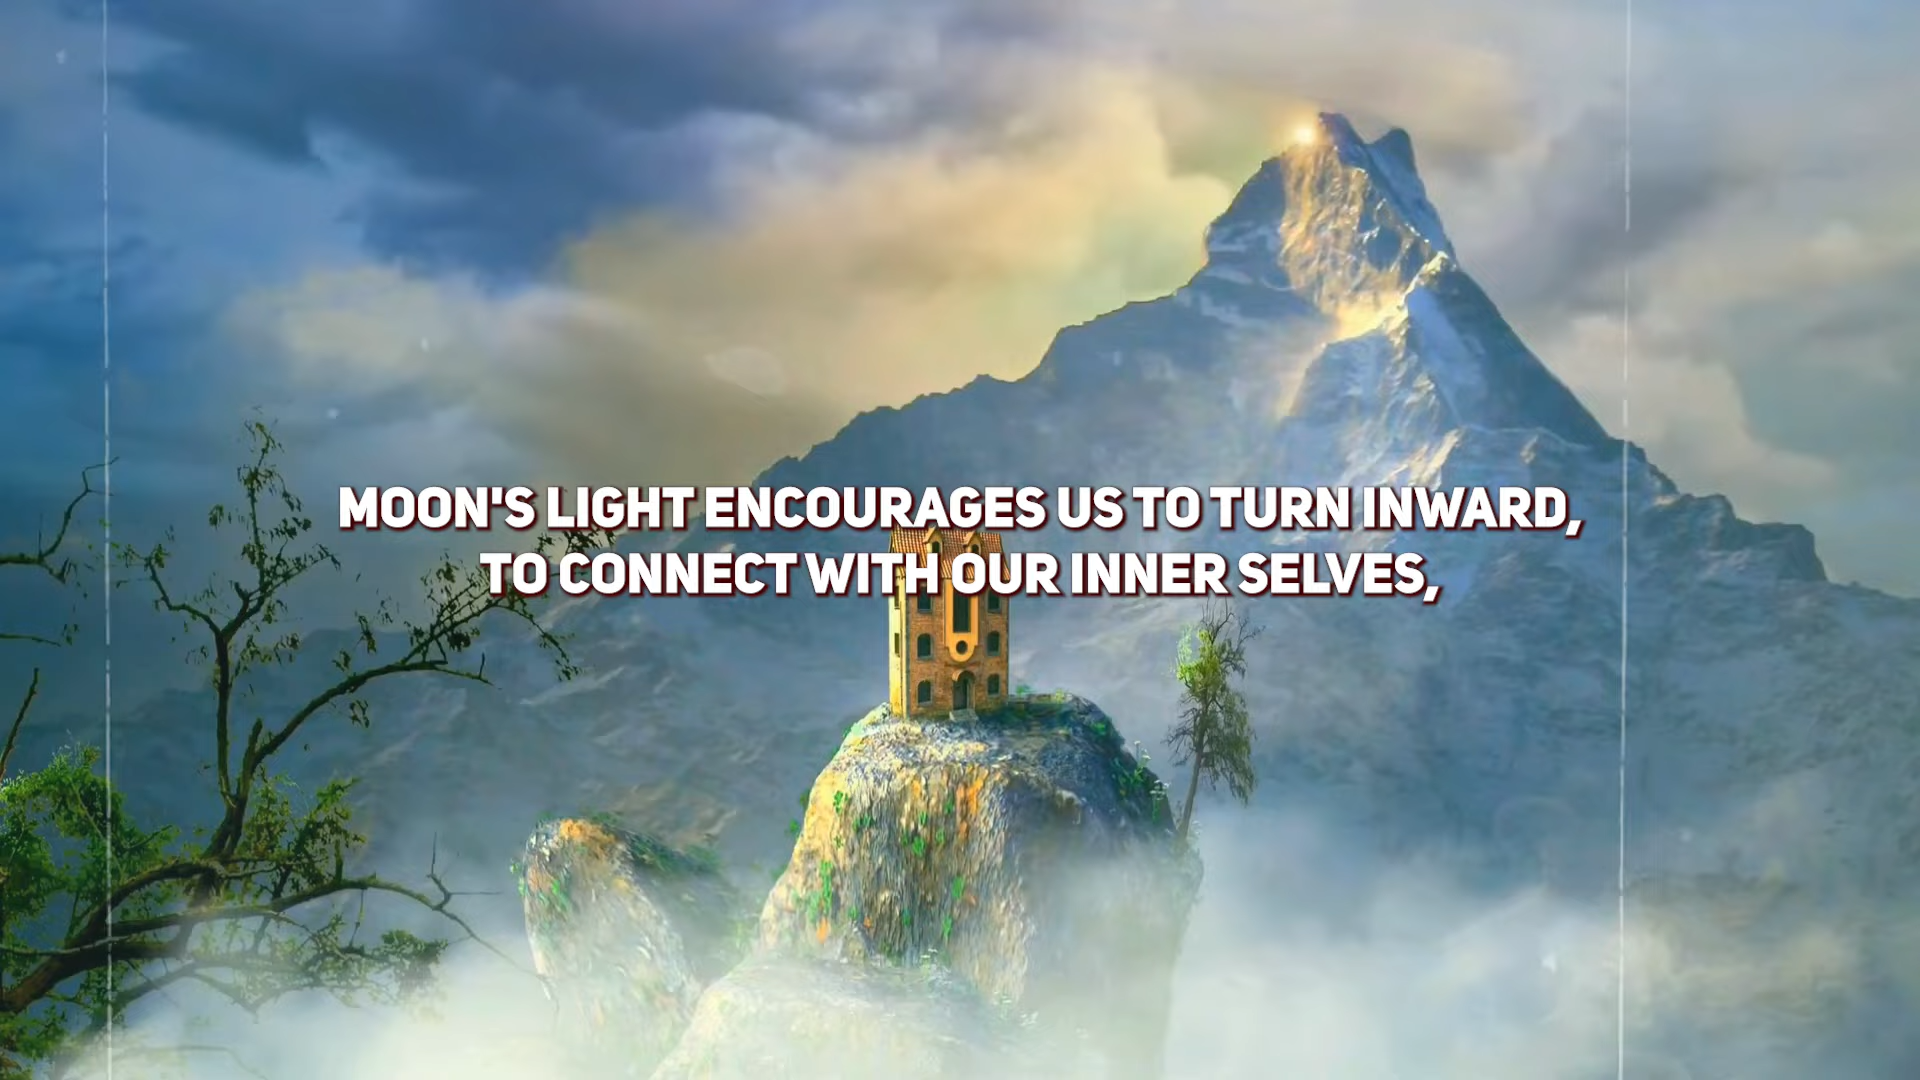 MOON'S LIGHT ENCOURAGES US TO TURN INWARD,
TO CONNECT WITH OUR INNER SELVES,